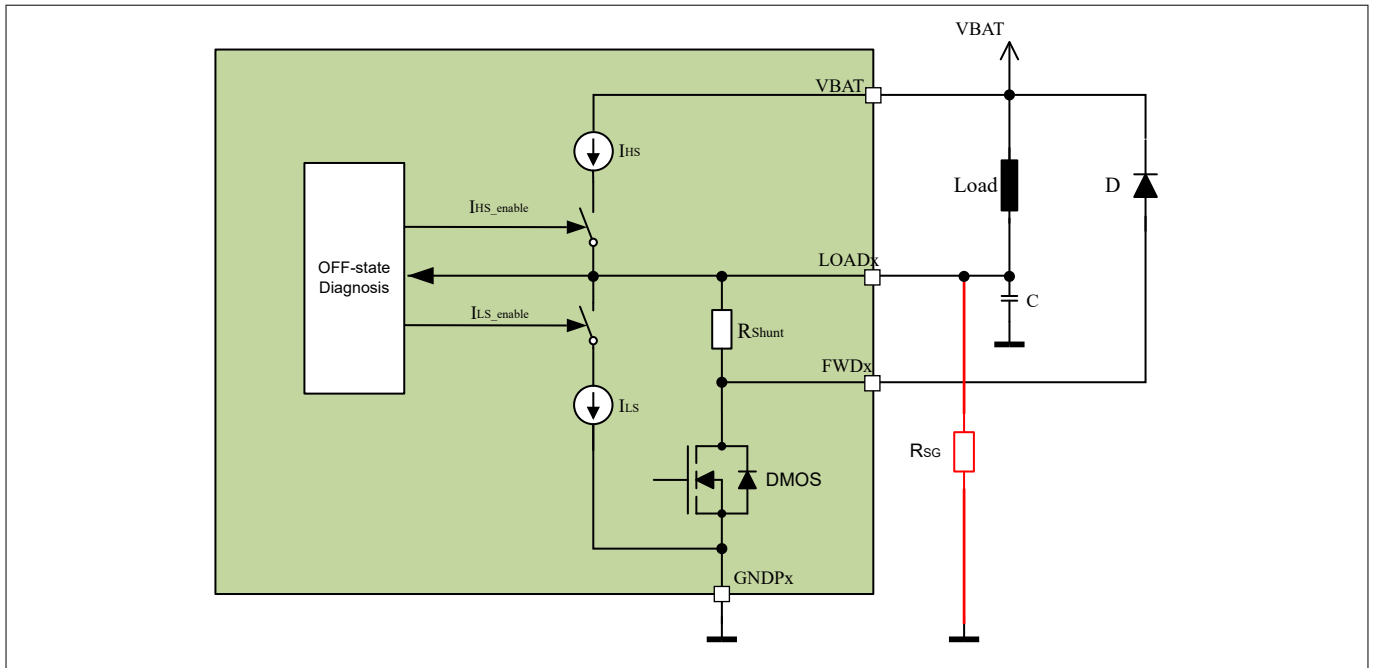 VBAT
VBAT
IHS
Load
D
IHS_enable
LOADx
OFF-state
Diagnosis
C
ILS_enable
RShunt
FWDx
ILS
RSG
DMOS
GNDPx